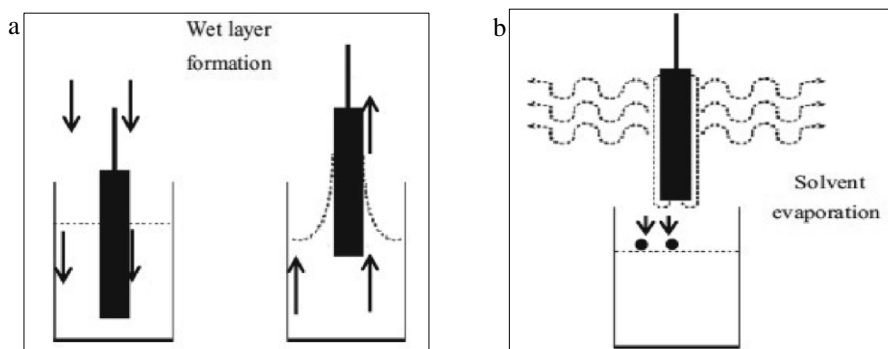 a
Wet layer
formation
b
Solvent
evaporation